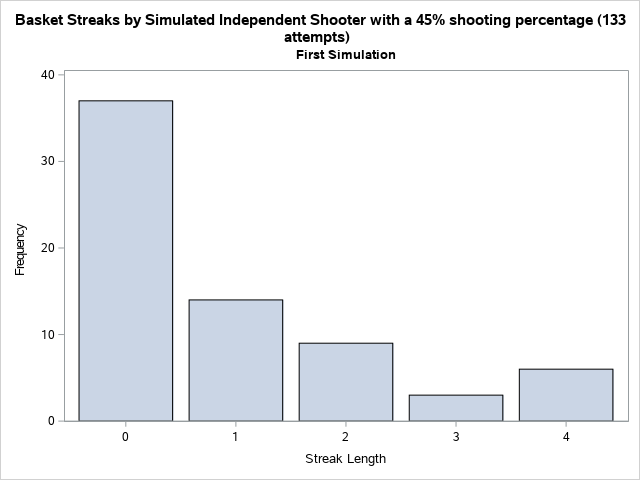 Basket Streaks by Simulated Independent Shooter with a 45% shooting percentage (133
attempts)
First Simulation
40
30
20
10
0
Frequency
0 1 2 3 4
Streak Length